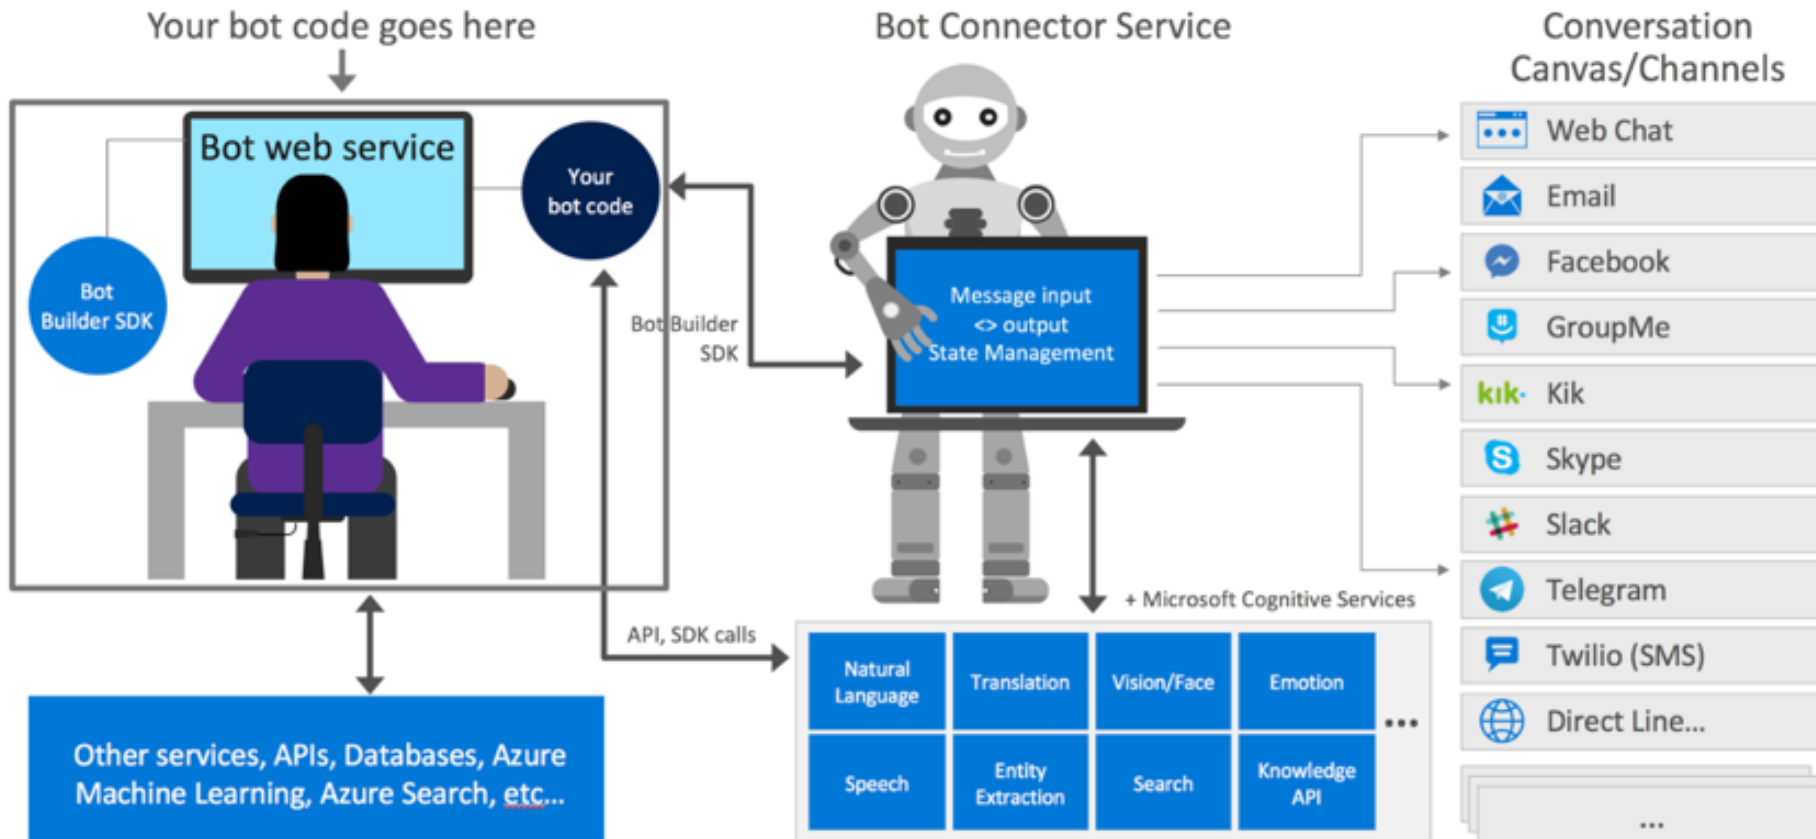 Your bot code goes here
Bot web service
Your
bot code
Bot
Builder SDK
Bot Builder
SDK
API, SDK calls
Other services, APIs, Databases, Azure
Machine Learning, Azure Search, etc...
Bot Connector Service
Message input
<> output
State Management
+ Microsoft Cognitive Services
Natural
Language
Translation
Vision/Face
Emotion
...
Speech
Entity
Extraction
Search
Knowledge
API
Conversation
Canvas/Channels
Web Chat
Email
Facebook
GroupMe
kik.
Kik
Skype
Slack
Telegram
Twilio (SMS)
Direct Line...
...